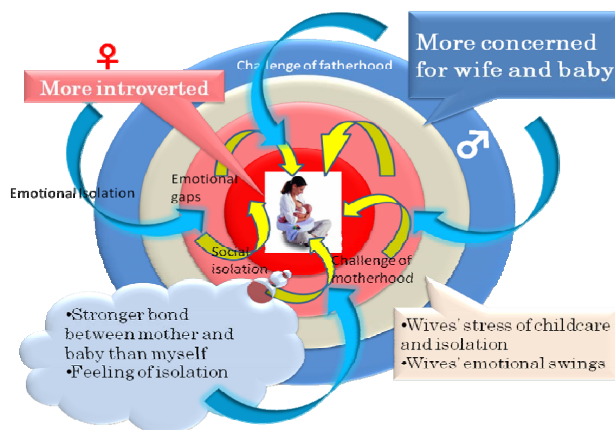 ♀
More introverted
Challenge of fatherhood
More concerned
for wife and baby
♂
Emotional Isolation
Emotional
gaps
Social
isolation
Challenge of
motherhood
•Stronger bond
between mother and
baby than myself
•Feeling of isolation
•Wives’ stress of childcare
and isolation
•Wives’ emotional swings